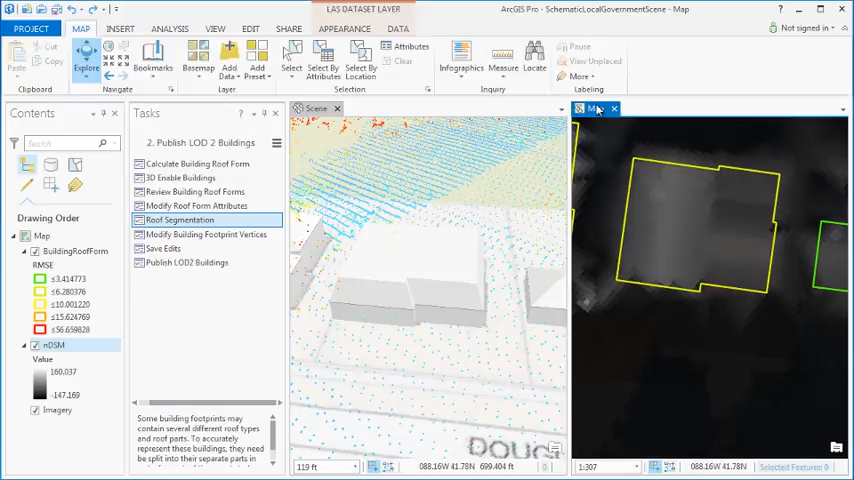 LAS DATASET LAYER
ArcGIS Pro - SchematicLocalGovernmentScene - Map
PROJECT MAP INSERT ANALYSIS VIEW EDIT SHARE APPEARANCE DATA
Not signed in
Paste
Cut
Copy
Clipboard
Explore
Bookmarks
Navigate
Basemap
Add Data
Add Preset
Layer
Select
Select By Attributes
Select By Location
Attributes
Clear
Selection
Infographics
Measure
Locate
Inquiry
Pause
View Unplaced
More
Labeling
Contents
Search
Drawing Order
Map
BuildingRoofForm
RMSE
≤3.414773
≤6.280376
≤10.001220
≤15.624769
≤56.659828
nDSM
Value
160.037
-147.169
Imagery
Tasks
2. Publish LOD 2 Buildings
Calculate Building Roof Form
3D Enable Buildings
Review Building Roof Forms
Modify Roof Form Attributes
Roof Segmentation
Modify Building Footprint Vertices
Save Edits
Publish LOD2 Buildings
Some building footprints may
contain several different roof
types and roof parts. To accurately
represent these buildings, they need
to be split into their separate parts in
Scene
DOUG
119 ft
088.16W 41.78N 699.404 ft
1:307
088.16W 41.78N
Selected Features: 0